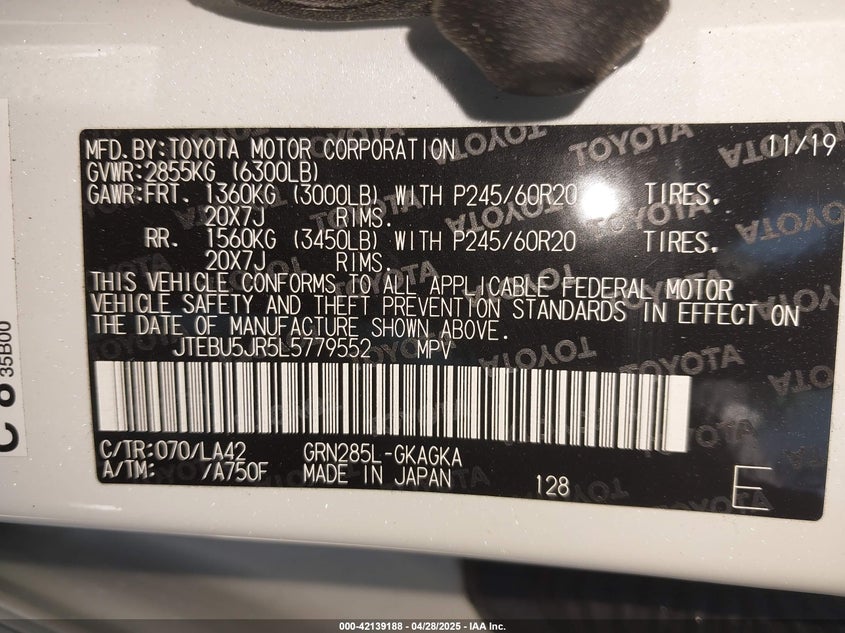 MFD.BY:TOYOTA MOTOR CORPORATION 11/19
GVWR:2855KG (6300LB)
GAWR:FRT. 1360KG (3000LB) WITH P245/60R20 TIRES.
20X7J RIMS.
RR. 1560KG (3450LB) WITH P245/60R20 TIRES.
20X7J RIMS.
THIS VEHICLE CONFORMS TO ALL APPLICABLE FEDERAL MOTOR
VEHICLE SAFETY AND THEFT PREVENTION STANDARDS IN EFFECT ON
THE DATE OF MANUFACTURE SHOWN ABOVE.
JTEBU5JR5L5779552 MPV
C/TR:070/LA42 GRN285L-GKAGKA
A/TM: /A750F MADE IN JAPAN 128 E
C 8
35B00
TOYOTA
000-42139188 - 04/28/2025 - IAA Inc.